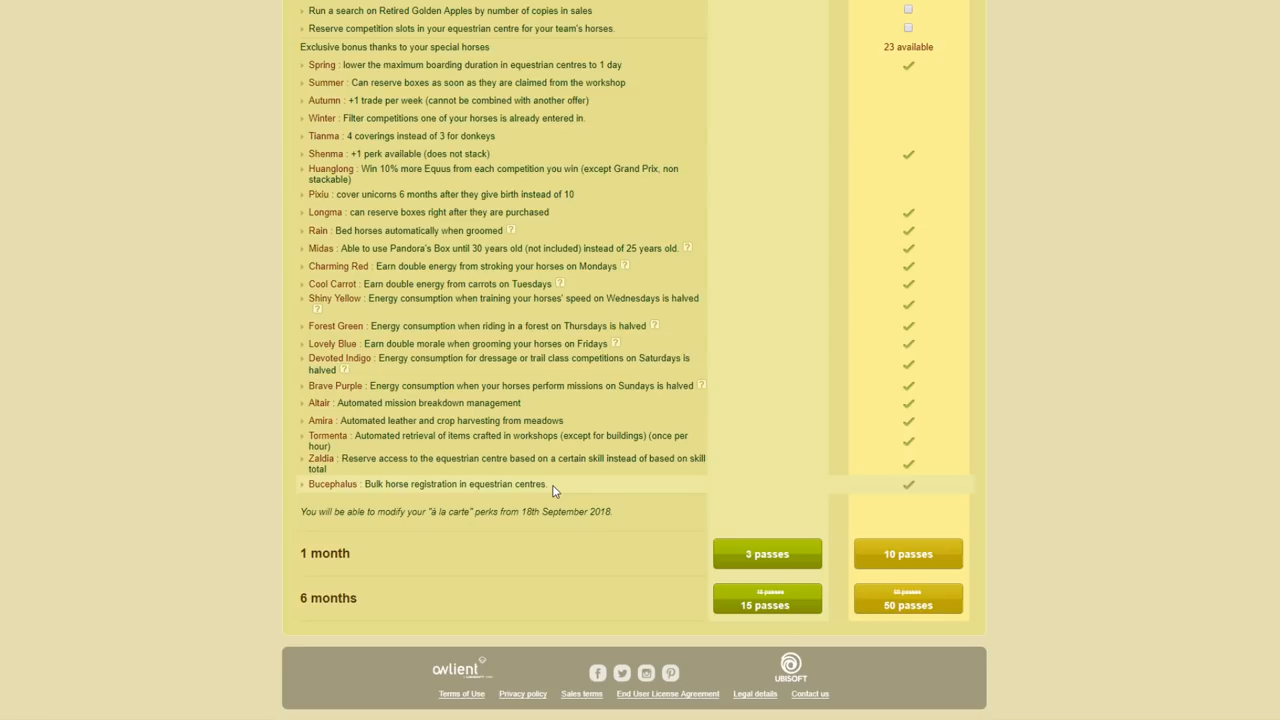 Run a search on Retired Golden Apples by number of copies in sales
Reserve competition slots in your equestrian centre for your team's horses.
Exclusive bonus thanks to your special horses 23 available
Spring : lower the maximum boarding duration in equestrian centres to 1 day
Summer : Can reserve boxes as soon as they are claimed from the workshop
Autumn : +1 trade per week (cannot be combined with another offer)
Winter : Filter competitions one of your horses is already entered in.
Tianma : 4 coverings instead of 3 for donkeys
Shenma : +1 perk available (does not stack)
Huanglong : Win 10% more Equus from each competition you win (except Grand Prix, non
stackable)
Pixiu : cover unicorns 6 months after they give birth instead of 10
Longma : can reserve boxes right after they are purchased
Rain : Bed horses automatically when groomed ?
Midas : Able to use Pandora's Box until 30 years old (not included) instead of 25 years old. ?
Charming Red : Earn double energy from stroking your horses on Mondays ?
Cool Carrot : Earn double energy from carrots on Tuesdays ?
Shiny Yellow : Energy consumption when training your horses' speed on Wednesdays is halved
?
Forest Green : Energy consumption when riding in a forest on Thursdays is halved ?
Lovely Blue : Earn double morale when grooming your horses on Fridays ?
Devoted Indigo : Energy consumption for dressage or trail class competitions on Saturdays is
halved ?
Brave Purple : Energy consumption when your horses perform missions on Sundays is halved ?
Altair : Automated mission breakdown management
Amira : Automated leather and crop harvesting from meadows
Tormenta : Automated retrieval of items crafted in workshops (except for buildings) (once per
hour)
Zaldia : Reserve access to the equestrian centre based on a certain skill instead of based on skill
total
Bucephalus : Bulk horse registration in equestrian centres.
You will be able to modify your "à la carte" perks from 18th September 2018.
1 month 3 passes 10 passes
6 months 15 passes 50 passes
owlient UBISOFT
Terms of Use Privacy policy Sales terms End User License Agreement Legal details Contact us